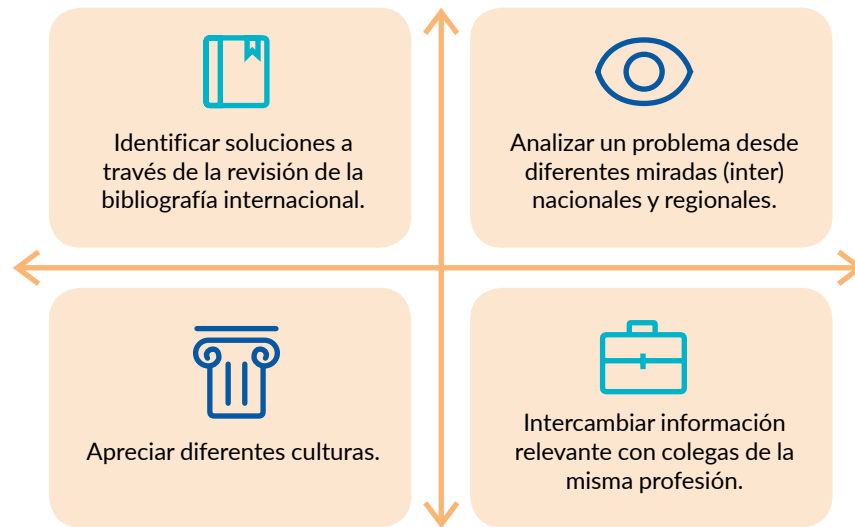 Identificar soluciones a
través de la revisión de la
bibliografía internacional.
Analizar un problema desde
diferentes miradas (inter)
nacionales y regionales.
Apreciar diferentes culturas.
Intercambiar información
relevante con colegas de la
misma profesión.